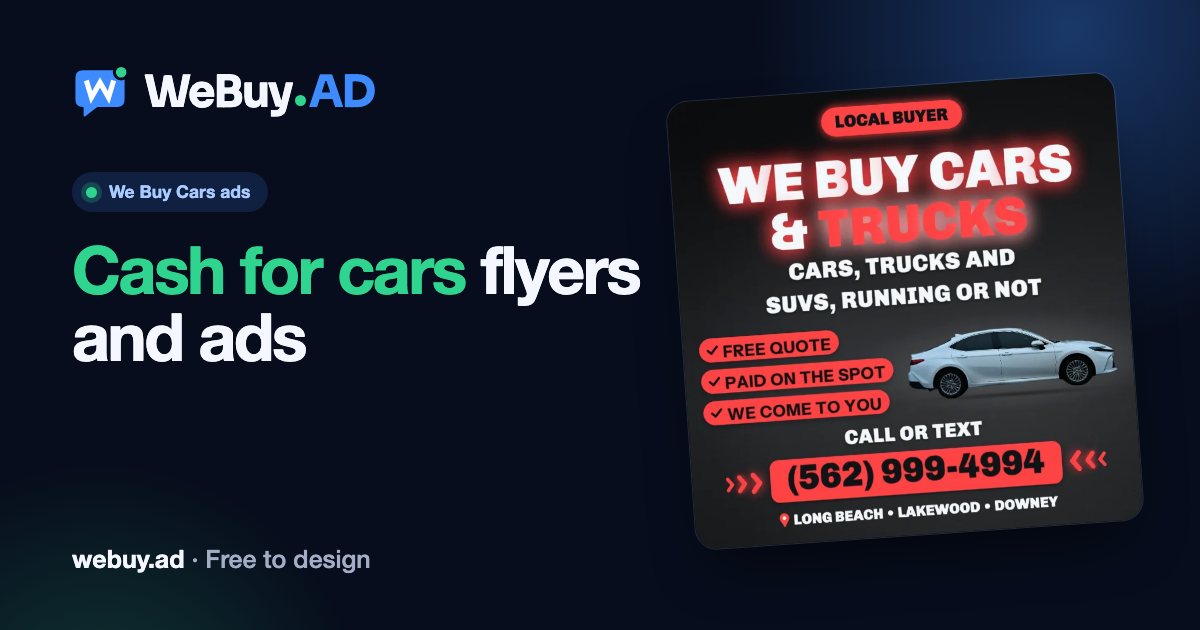 WeBuy.AD
We Buy Cars ads
Cash for cars flyers
and ads
webuy.ad · Free to design
LOCAL BUYER
WE BUY CARS
& TRUCKS
CARS, TRUCKS AND
SUVS, RUNNING OR NOT
✓ FREE QUOTE
✓ PAID ON THE SPOT
✓ WE COME TO YOU
CALL OR TEXT
(562) 999-4994
LONG BEACH • LAKEWOOD • DOWNEY